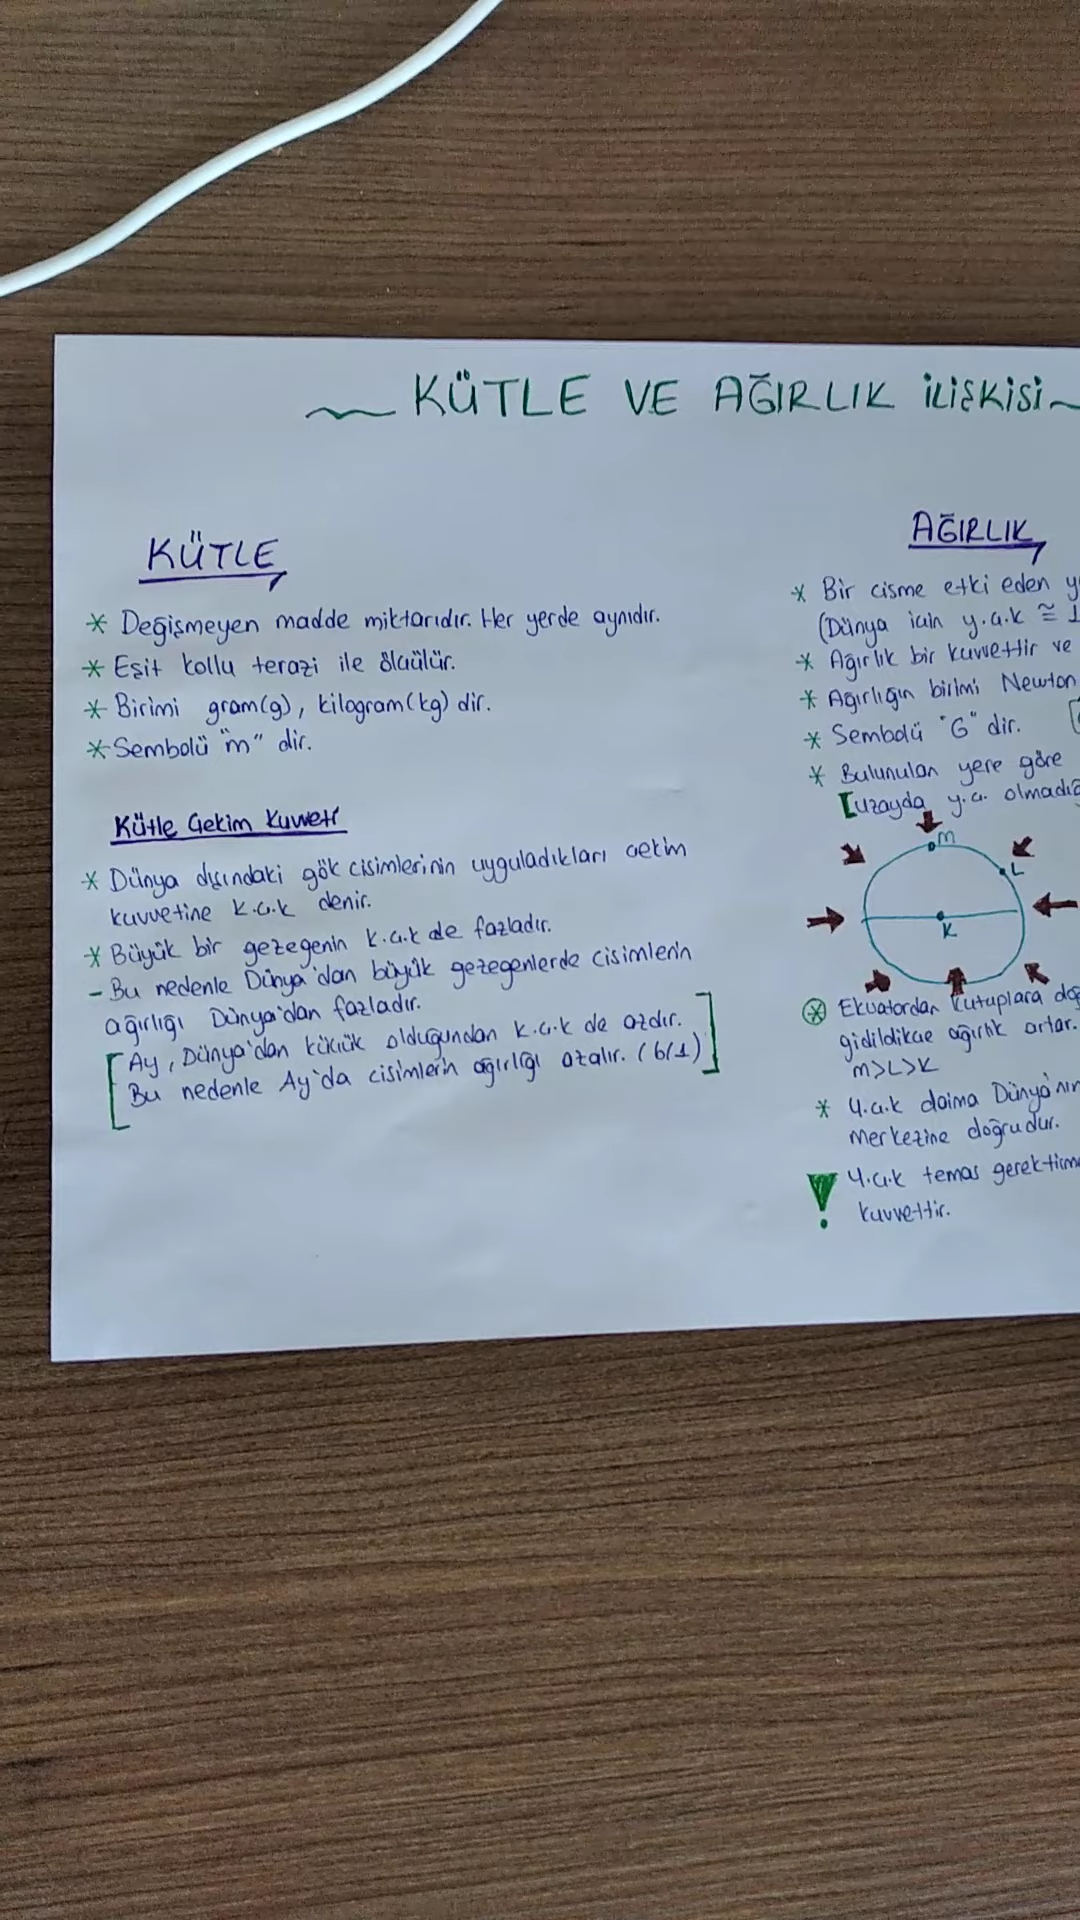 KÜTLE VE AĞIRLIK İLİŞKİSİ
KÜTLE
* Değişmeyen madde miktarıdır. Her yerde aynıdır.
* Eşit kollu terazi ile ölçülür.
* Birimi gram(g), kilogram(kg) dir.
* Sembolü "m" dir.
Kütle Çekim Kuvveti
* Dünya dışındaki gök cisimlerinin uyguladıkları çekim
kuvvetine K.ç.k denir.
* Büyük bir gezegenin k.ç.k de fazladır.
- Bu nedenle Dünya'dan büyük gezegenlerde cisimlerin
ağırlığı Dünya'dan fazladır.
[Ay, Dünya'dan küçük olduğundan k.ç.k de azdır.
Bu nedenle Ay'da cisimlerin ağırlığı azalır. (6/1)]
AĞIRLIK
* Bir cisme etki eden
(Dünya için y.ç.k ≅
* Ağırlık bir kuvvettir ve
* Ağırlığın birimi Newton
* Sembolü "G" dir.
* Bulunulan yere göre
[Uzayda y.ç.
m
L
K
* Ekvatordan kutuplara
gidildikçe ağırlık artar.
m>L>K
* Y.ç.k daima
merkezine doğrudur.
! Y.ç.k temas
kuvvettir.